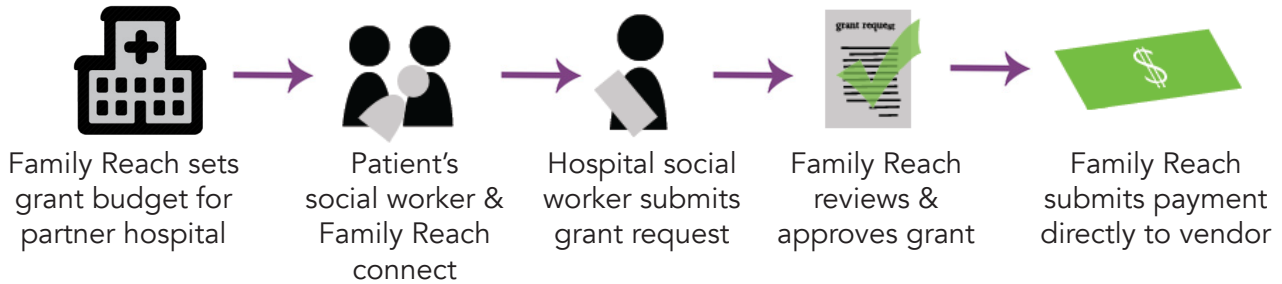 grant request
$
Family Reach sets
grant budget for
partner hospital
Patient's
social worker &
Family Reach
connect
Hospital social
worker submits
grant request
Family Reach
reviews &
approves grant
Family Reach
submits payment
directly to vendor